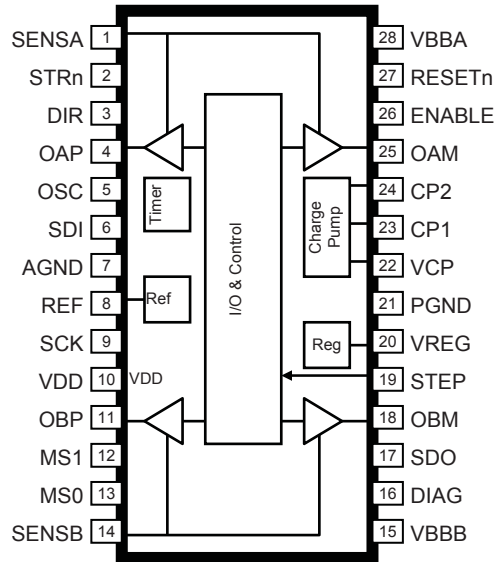 SENSA 1
STRn 2
DIR 3
OAP 4
OSC 5
SDI 6
AGND 7
REF 8
SCK 9
VDD 10 VDD
OBP 11
MS1 12
MS0 13
SENSB 14
Timer
Ref
I/O & Control
Charge
Pump
Reg
28 VBBA
27 RESETn
26 ENABLE
25 OAM
24 CP2
23 CP1
22 VCP
21 PGND
20 VREG
19 STEP
18 OBM
17 SDO
16 DIAG
15 VBBB